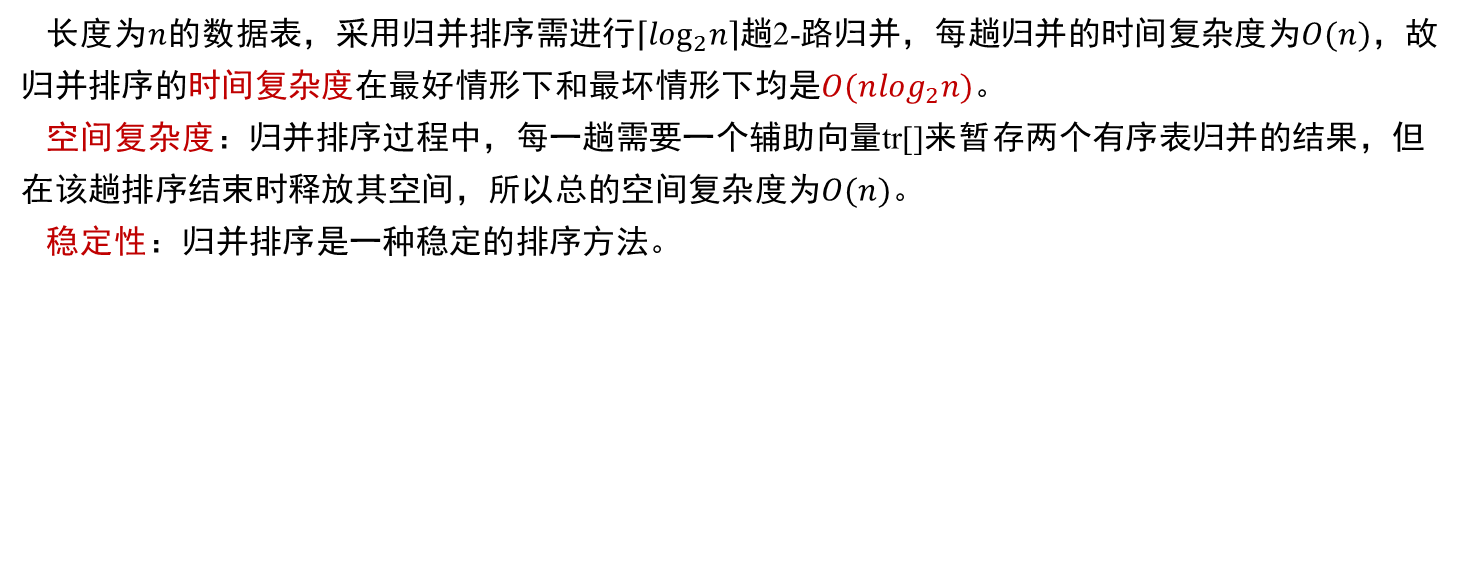 长度为n的数据表，采用归并排序需进行⌈log₂n⌉趟2-路归并，每趟归并的时间复杂度为O(n)，故
归并排序的时间复杂度在最好情形下和最坏情形下均是O(nlog₂n)。
空间复杂度：归并排序过程中，每一趟需要一个辅助向量tr[]来暂存两个有序表归并的结果，但
在该趟排序结束时释放其空间，所以总的空间复杂度为O(n)。
稳定性：归并排序是一种稳定的排序方法。